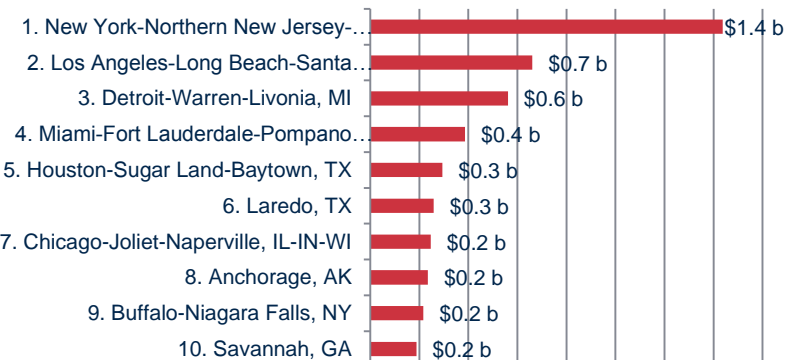 1. New York-Northern New Jersey-… $1.4 b
2. Los Angeles-Long Beach-Santa… $0.7 b
3. Detroit-Warren-Livonia, MI $0.6 b
4. Miami-Fort Lauderdale-Pompano… $0.4 b
5. Houston-Sugar Land-Baytown, TX $0.3 b
6. Laredo, TX $0.3 b
7. Chicago-Joliet-Naperville, IL-IN-WI $0.2 b
8. Anchorage, AK $0.2 b
9. Buffalo-Niagara Falls, NY $0.2 b
10. Savannah, GA $0.2 b